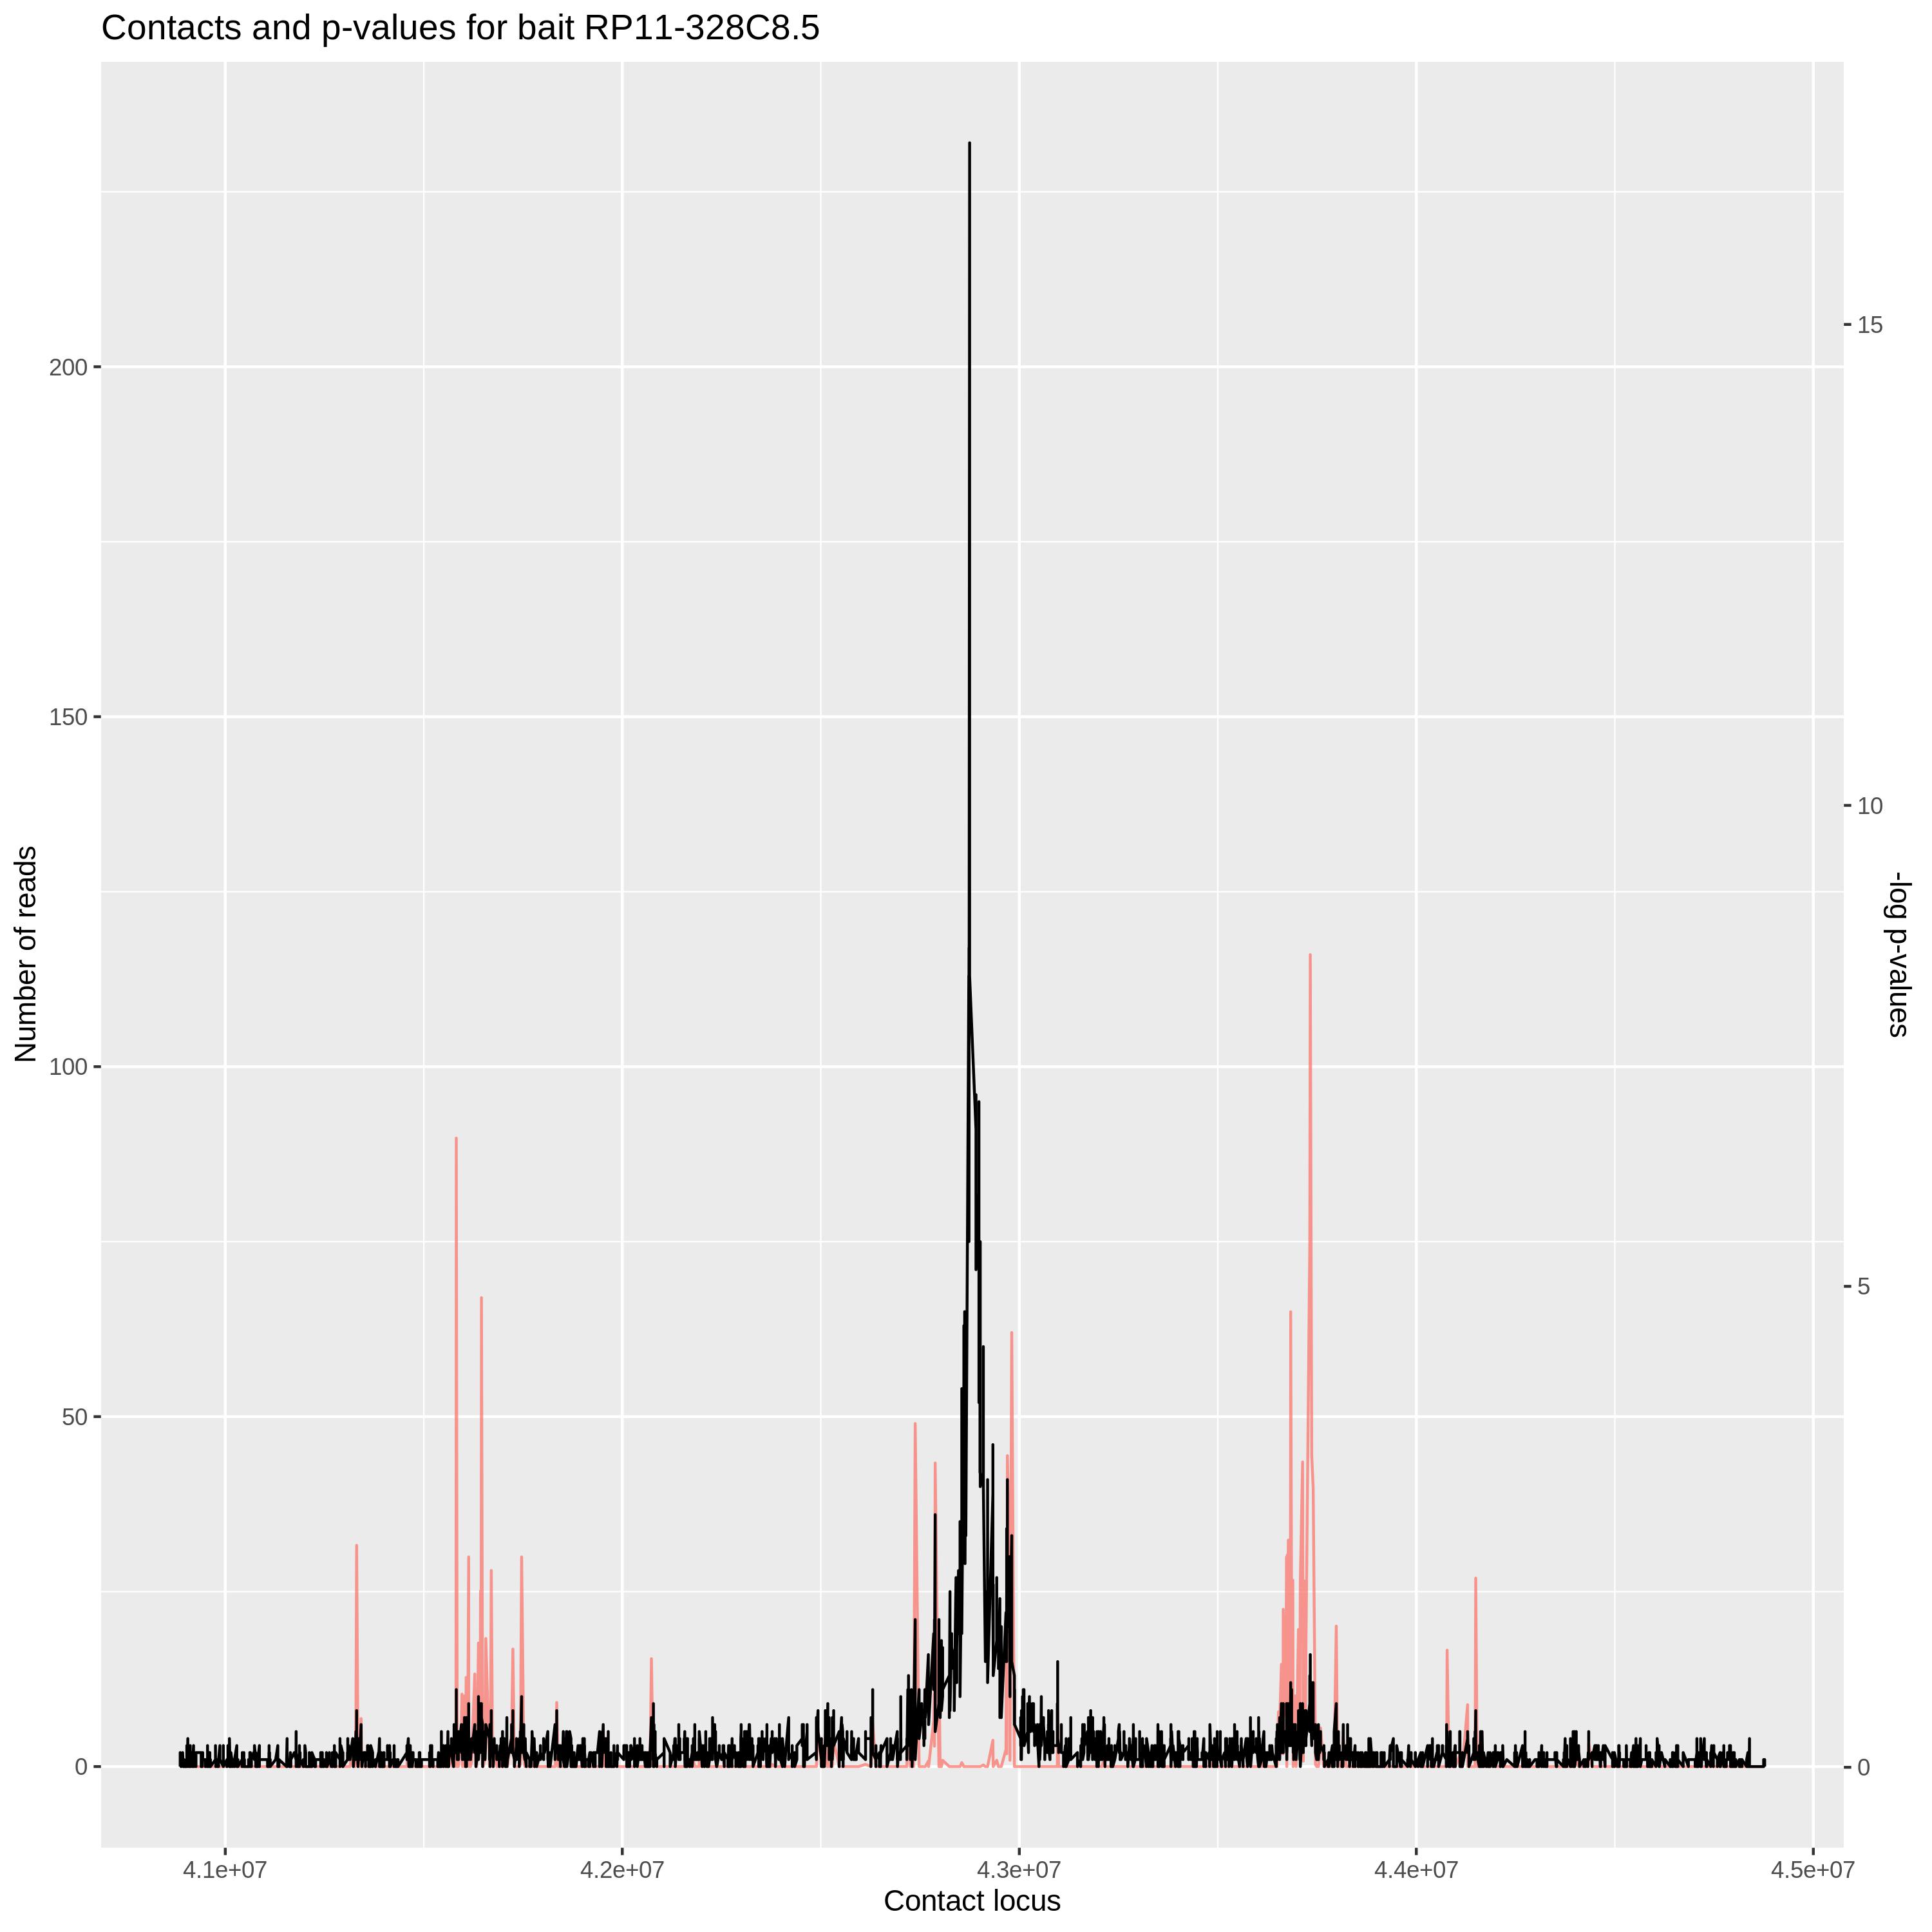 Contacts and p-values for bait RP11-328C8.5
200
150
100
50
0
15
10
5
0
Number of reads
-log p-values
4.1e+07
4.2e+07
4.3e+07
4.4e+07
4.5e+07
Contact locus